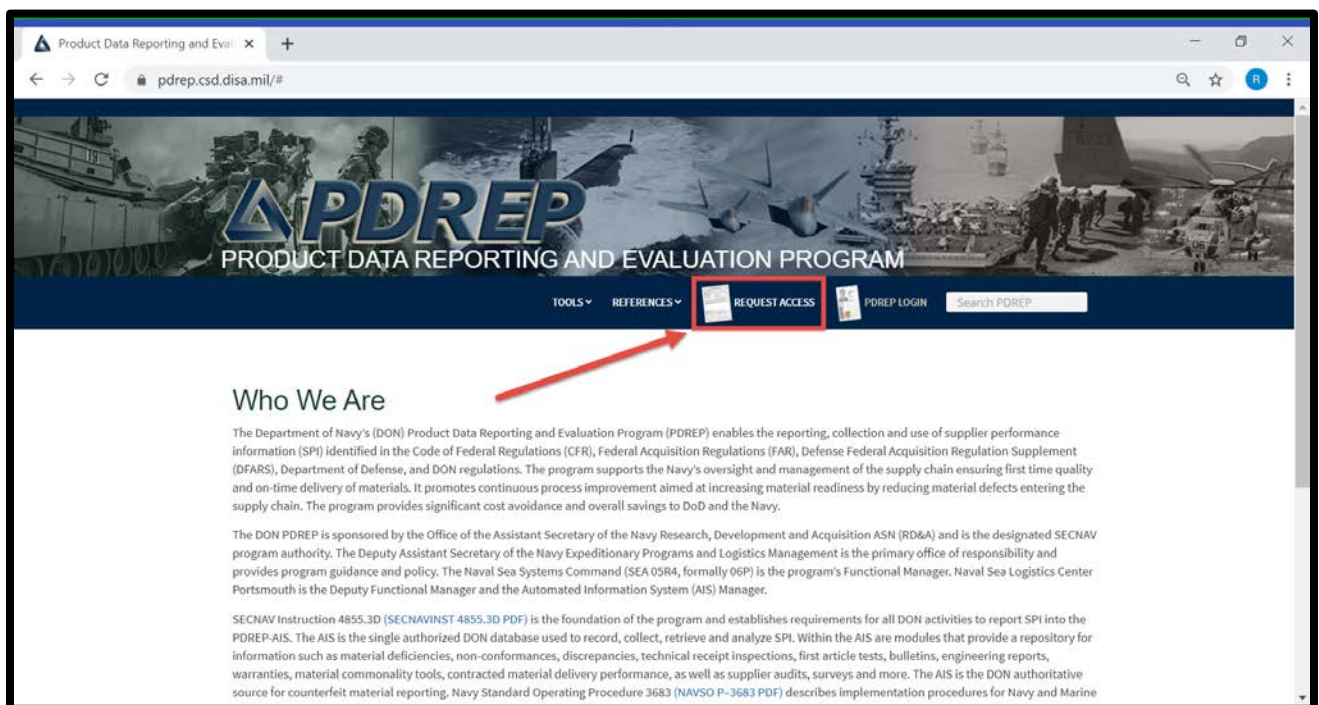 Product Data Reporting and Eval
pdrep.csd.disa.mil/#
R
19
PDREP
PRODUCT DATA REPORTING AND EVALUATION PROGRAM
06
TOOLS REFERENCES REQUEST ACCESS PDREP LOGIN Search PDREP
Who We Are
The Department of Navy's (DON) Product Data Reporting and Evaluation Program (PDREP) enables the reporting, collection and use of supplier performance
information (SPI) identified in the Code of Federal Regulations (CFR), Federal Acquisition Regulations (FAR), Defense Federal Acquisition Regulation Supplement
(DFARS), Department of Defense, and DON regulations. The program supports the Navy's oversight and management of the supply chain ensuring first time quality
and on-time delivery of materials. It promotes continuous process improvement aimed at increasing material readiness by reducing material defects entering the
supply chain. The program provides significant cost avoidance and overall savings to DoD and the Navy.
The DON PDREP is sponsored by the Office of the Assistant Secretary of the Navy Research, Development and Acquisition ASN (RD&A) and is the designated SECNAV
program authority. The Deputy Assistant Secretary of the Navy Expeditionary Programs and Logistics Management is the primary office of responsibility and
provides program guidance and policy. The Naval Sea Systems Command (SEA 05R4, formally 06P) is the program's Functional Manager. Naval Sea Logistics Center
Portsmouth is the Deputy Functional Manager and the Automated Information System (AIS) Manager.
SECNAV Instruction 4855.3D (SECNAVINST 4855.3D PDF) is the foundation of the program and establishes requirements for all DON activities to report SPI into the
PDREP-AIS. The AIS is the single authorized DON database used to record, collect, retrieve and analyze SPI. Within the AIS are modules that provide a repository for
information such as material deficiencies, non-conformances, discrepancies, technical receipt inspections, first article tests, bulletins, engineering reports,
warranties, material commonality tools, contracted material delivery performance, as well as supplier audits, surveys and more. The AIS is the DON authoritative
source for counterfeit material reporting. Navy Standard Operating Procedure 3683 (NAVSO P–3683 PDF) describes implementation procedures for Navy and Marine